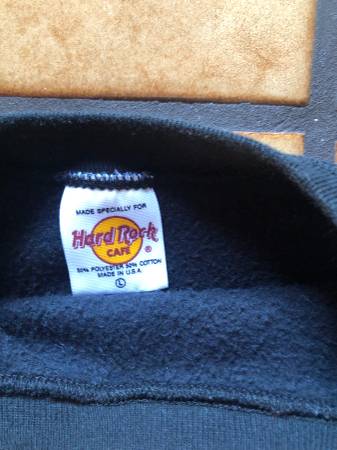 MADE SPECIALLY FOR
Hard Rock
CAFE ®
50% POLYESTER 50% COTTON
MADE IN U.S.A.
L